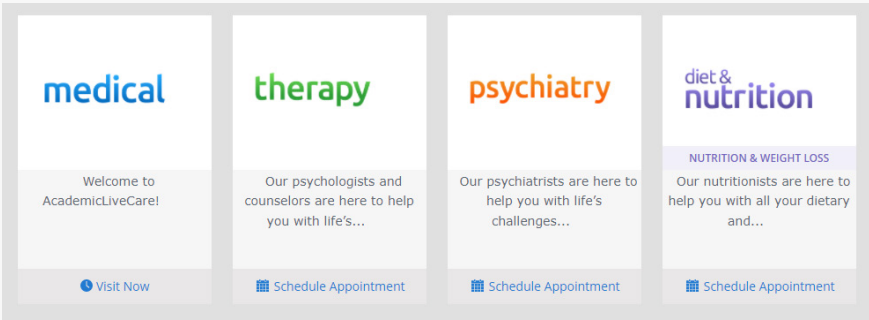 medical
Welcome to
AcademicLiveCare!
Visit Now
therapy
Our psychologists and
counselors are here to help
you with life's...
Schedule Appointment
psychiatry
Our psychiatrists are here to
help you with life's
challenges...
Schedule Appointment
diet &
nutrition
NUTRITION & WEIGHT LOSS
Our nutritionists are here to
help you with all your dietary
and...
Schedule Appointment